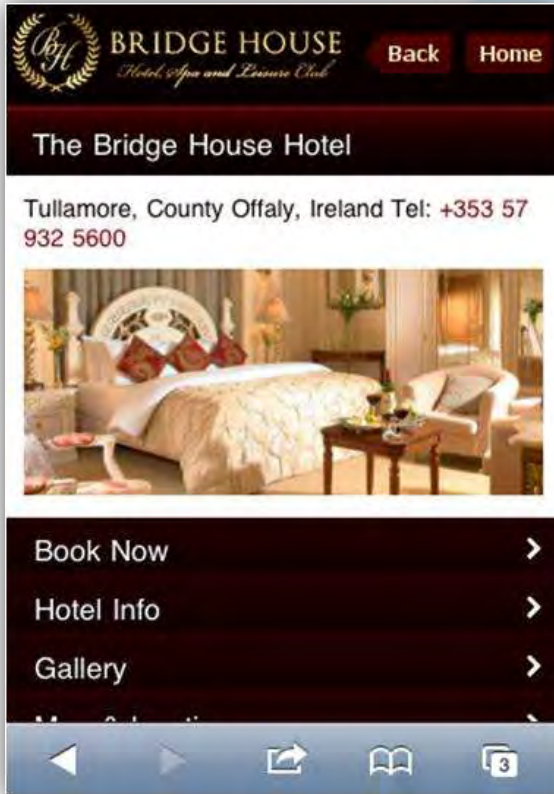 BH
BRIDGE HOUSE
Hotel, Spa and Leisure Club
Back
Home
The Bridge House Hotel
Tullamore, County Offaly, Ireland Tel: +353 57
932 5600
Book Now
Hotel Info
Gallery
3